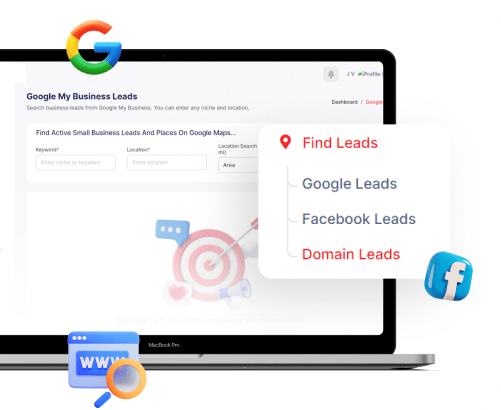 J V Profile
Google My Business Leads
Search business leads from Google My Business. You can enter any niche and location.
Dashboard / Google
Find Active Small Business Leads And Places On Google Maps...
Keyword*
Location*
Location Search
mi)
Enter niche or keyword
Enter location
Area
Find Leads
Google Leads
Facebook Leads
Domain Leads
WWW
MacBook Pro